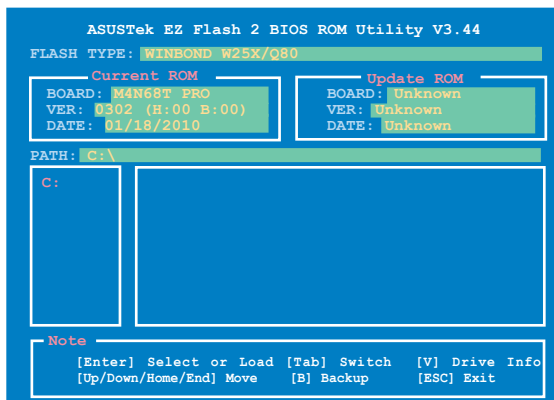 ASUSTek EZ Flash 2 BIOS ROM Utility V3.44
FLASH TYPE: WINBOND W25X/Q80
Current ROM
BOARD: M4N68T PRO
VER: 0302 (H:00 B:00)
DATE: 01/18/2010
Update ROM
BOARD: Unknown
VER: Unknown
DATE: Unknown
PATH: C:\
C:
Note
[Enter] Select or Load [Tab] Switch [V] Drive Info
[Up/Down/Home/End] Move [B] Backup [ESC] Exit